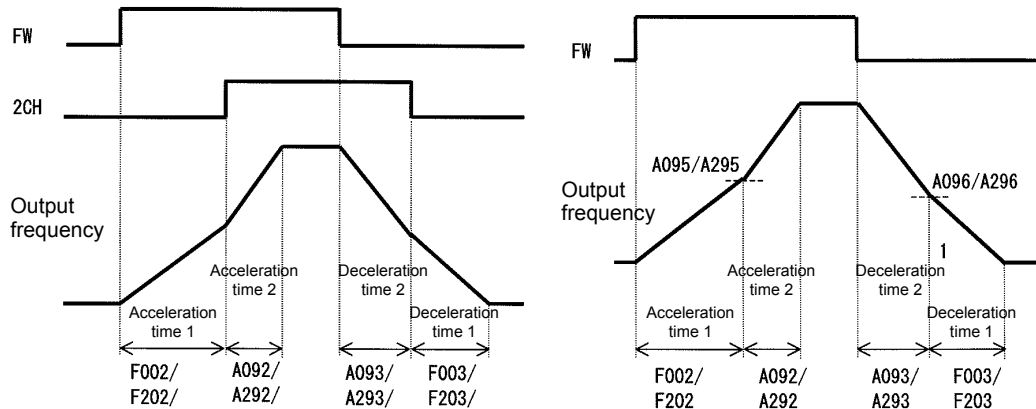 FW
2CH
Output
frequency
Acceleration
time 2
Deceleration
time 2
Acceleration
time 1
Deceleration
time 1
F002/
F202/
A092/
A292/
A093/
A293/
F003/
F203/
FW
A095/A295
A096/A296
Output
frequency
1
Acceleration
time 2
Deceleration
time 2
Acceleration
time 1
Deceleration
time 1
F002/
F202
A092/
A292
A093/
A293
F003/
F203